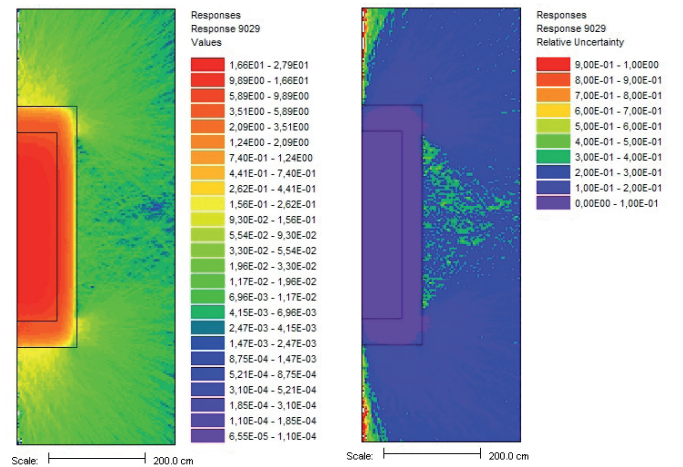 Responses
Response 9029
Values
1,66E01 - 2,79E01
9,89E00 - 1,66E01
5,89E00 - 9,89E00
3,51E00 - 5,89E00
2,09E00 - 3,51E00
1,24E00 - 2,09E00
7,40E-01 - 1,24E00
4,41E-01 - 7,40E-01
2,62E-01 - 4,41E-01
1,56E-01 - 2,62E-01
9,30E-02 - 1,56E-01
5,54E-02 - 9,30E-02
3,30E-02 - 5,54E-02
1,96E-02 - 3,30E-02
1,17E-02 - 1,96E-02
6,96E-03 - 1,17E-02
4,15E-03 - 6,96E-03
2,47E-03 - 4,15E-03
1,47E-03 - 2,47E-03
8,75E-04 - 1,47E-03
5,21E-04 - 8,75E-04
3,10E-04 - 5,21E-04
1,85E-04 - 3,10E-04
1,10E-04 - 1,85E-04
6,55E-05 - 1,10E-04
Scale: 200.0 cm
Responses
Response 9029
Relative Uncertainty
9,00E-01 - 1,00E00
8,00E-01 - 9,00E-01
7,00E-01 - 8,00E-01
6,00E-01 - 7,00E-01
5,00E-01 - 6,00E-01
4,00E-01 - 5,00E-01
3,00E-01 - 4,00E-01
2,00E-01 - 3,00E-01
1,00E-01 - 2,00E-01
0,00E00 - 1,00E-01
Scale: 200.0 cm